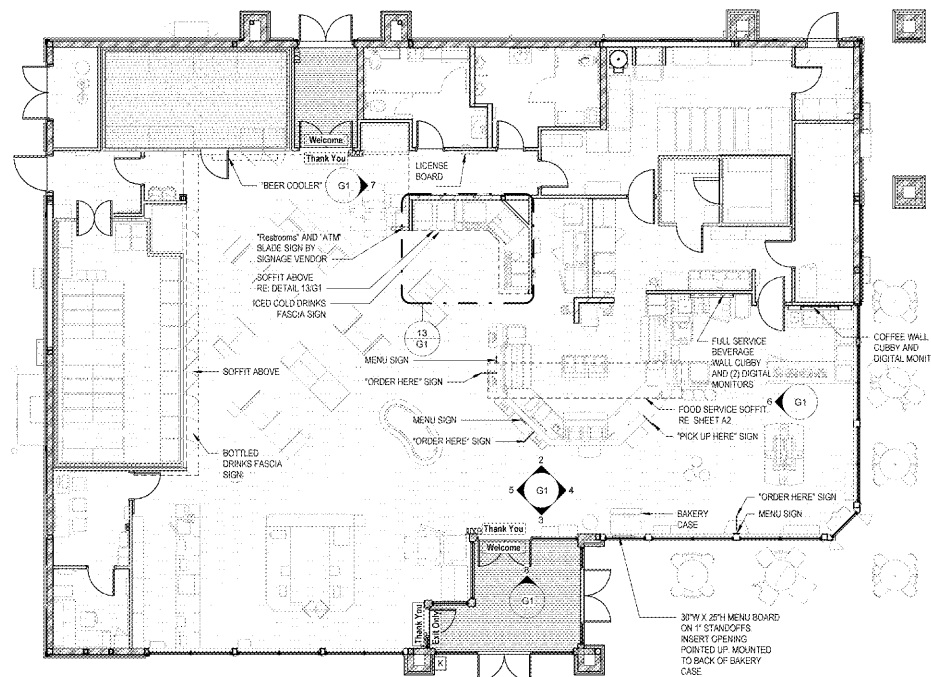 Welcome
Thank You
"BEER COOLER"
G1
7
LICENSE
BOARD
"Restrooms" AND "ATM"
BLADE SIGN BY
SIGNAGE VENDOR
SOFFIT ABOVE
RE: DETAIL 13/G1
ICED COLD DRINKS
FASCIA SIGN
13
G1
MENU SIGN
"ORDER HERE" SIGN
SOFFIT ABOVE
FULL SERVICE
BEVERAGE
WALL CUBBY
AND (2) DIGITAL
MONITORS
COFFEE WALL
CUBBY AND
DIGITAL MONIT
6
G1
FOOD SERVICE SOFFIT,
RE: SHEET A2
MENU SIGN
"ORDER HERE" SIGN
"PICK UP HERE" SIGN
BOTTLED
DRINKS FASCIA
SIGN
2
5
G1
4
3
"ORDER HERE" SIGN
BAKERY
CASE
MENU SIGN
Thank You
Welcome
G1
Thank You
Exit Only
X
30"W X 25"H MENU BOARD
ON 1" STANDOFFS.
INSERT OPENING
POINTED UP. MOUNTED
TO BACK OF BAKERY
CASE